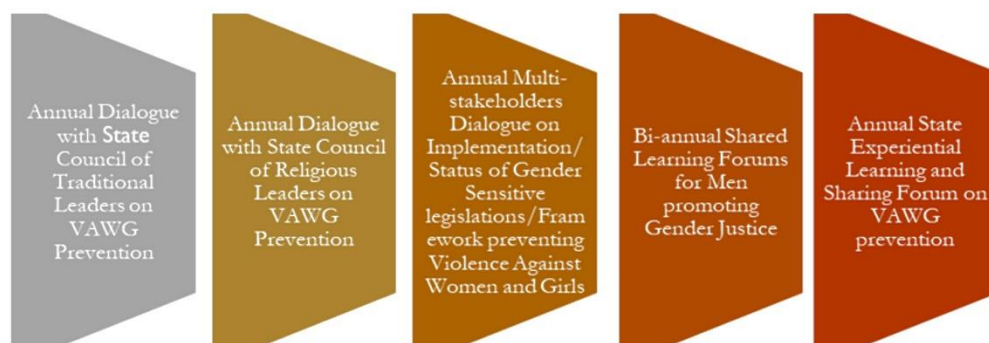 Annual Dialogue
with State
Council of
Traditional
Leaders on
VAWG
Prevention
Annual Dialogue
with State Council
of Religious
Leaders on
VAWG
Prevention
Annual Multi-
stakeholders
Dialogue on
Implementation/
Status of Gender
Sensitive
legislations/Fram
ework preventing
Violence Against
Women and Girls
Bi-annual Shared
Learning Forums
for Men
promoting
Gender Justice
Annual State
Experiential
Learning and
Sharing Forum on
VAWG
prevention